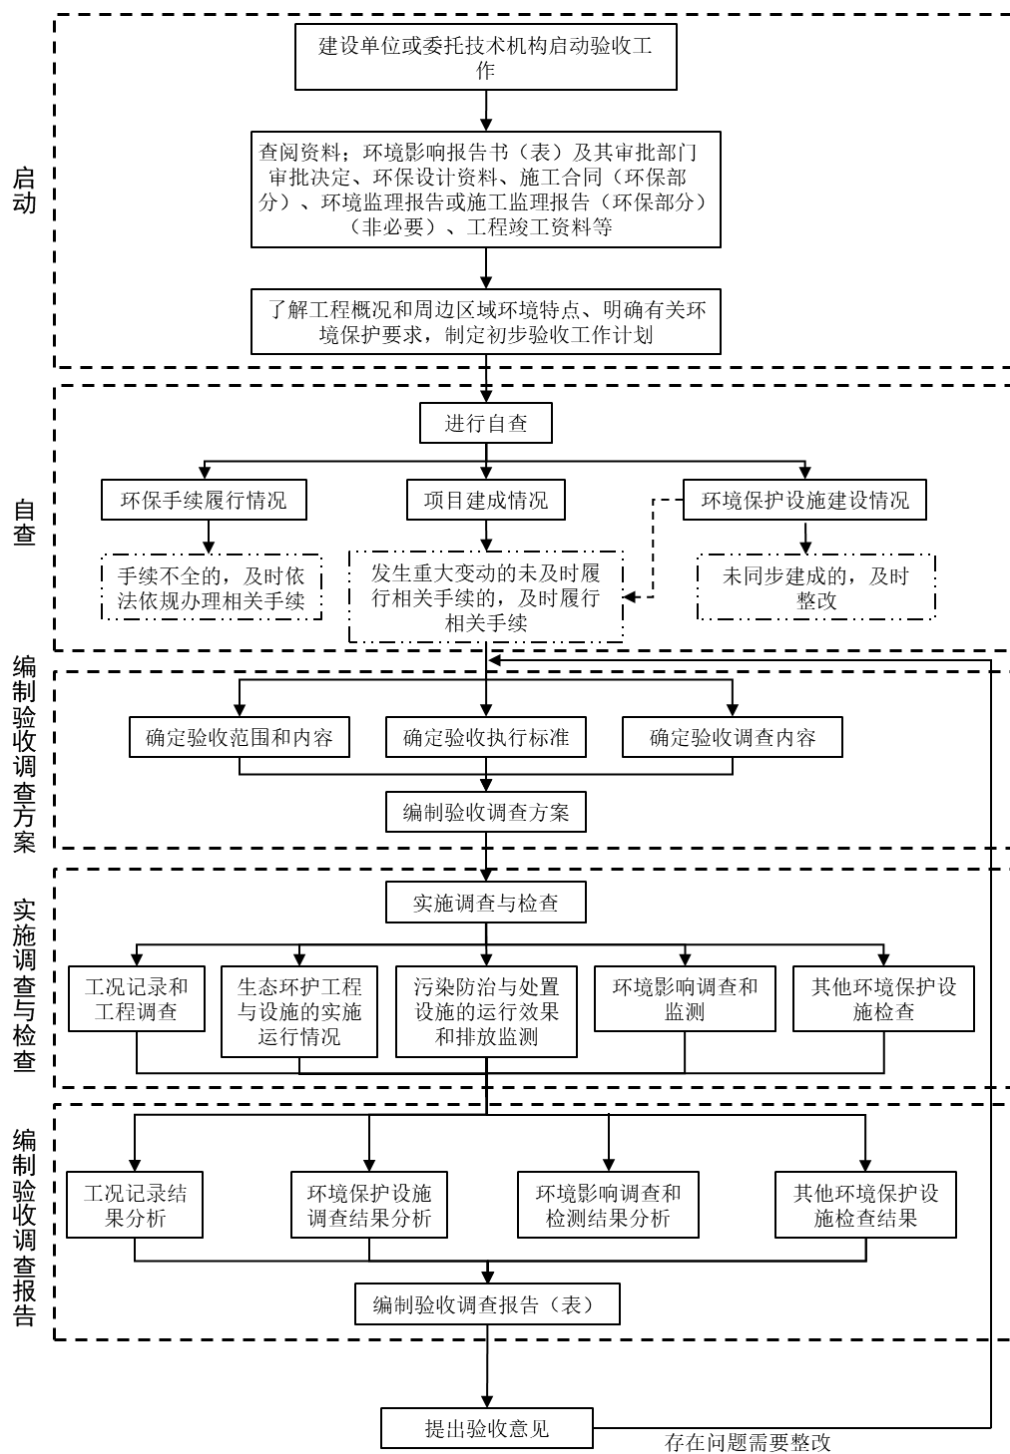 启动
建设单位或委托技术机构启动验收工
作
查阅资料；环境影响报告书（表）及其审批部门
审批决定、环保设计资料、施工合同（环保部
分）、环境监理报告或施工监理报告（环保部分）
（非必要）、工程竣工资料等
了解工程概况和周边区域环境特点、明确有关环
境保护要求，制定初步验收工作计划
自查
进行自查
环保手续履行情况
项目建成情况
环境保护设施建设情况
手续不全的，及时依
法依规办理相关手续
发生重大变动的未及时履
行相关手续的，及时履行
相关手续
未同步建成的，及时
整改
编制验收调查方案
确定验收范围和内容
确定验收执行标准
确定验收调查内容
编制验收调查方案
实施调查与检查
实施调查与检查
工况记录和
工程调查
生态环护工程
与设施的实施
运行情况
污染防治与处置
设施的运行效果
和排放监测
环境影响调查和
监测
其他环境保护设
施检查
编制验收调查报告
工况记录结
果分析
环境保护设施
调查结果分析
环境影响调查和
检测结果分析
其他环境保护设
施检查结果
编制验收调查报告（表）
提出验收意见
存在问题需要整改